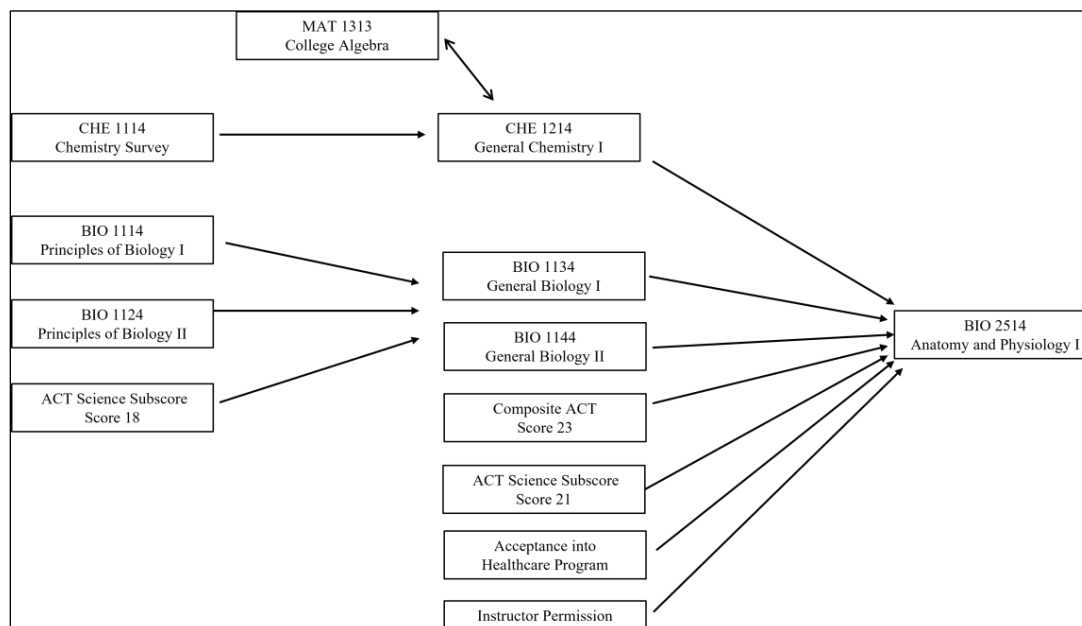 MAT 1313
College Algebra
CHE 1114
Chemistry Survey
CHE 1214
General Chemistry I
BIO 1114
Principles of Biology I
BIO 1134
General Biology I
BIO 1124
Principles of Biology II
BIO 1144
General Biology II
BIO 2514
Anatomy and Physiology I
ACT Science Subscore
Score 18
Composite ACT
Score 23
ACT Science Subscore
Score 21
Acceptance into
Healthcare Program
Instructor Permission